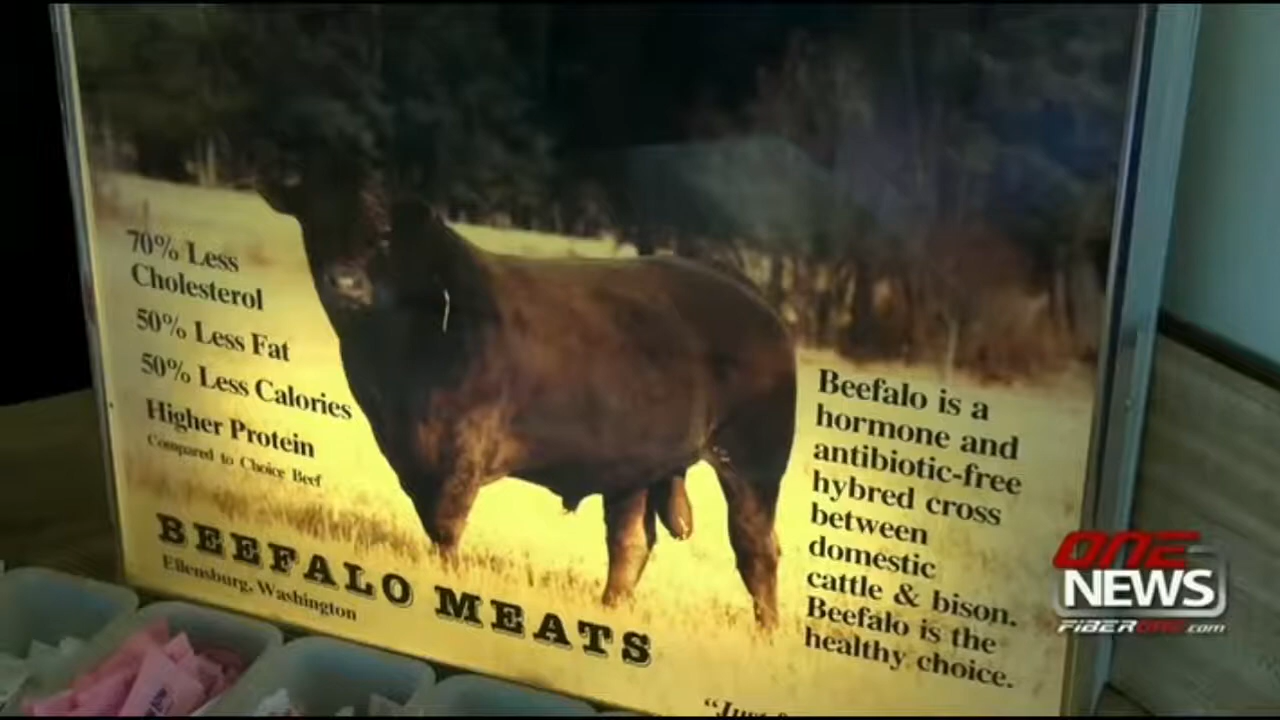 70% Less
Cholesterol
50% Less Fat
50% Less Calories
Higher Protein
Compared to Choice Beef
BEEFALO MEATS
Ellensburg, Washington
Beefalo is a
hormone and
antibiotic-free
hybred cross
between
domestic
cattle & bison.
Beefalo is the
healthy choice.
"Just
ONE
NEWS
FIBERONE.com